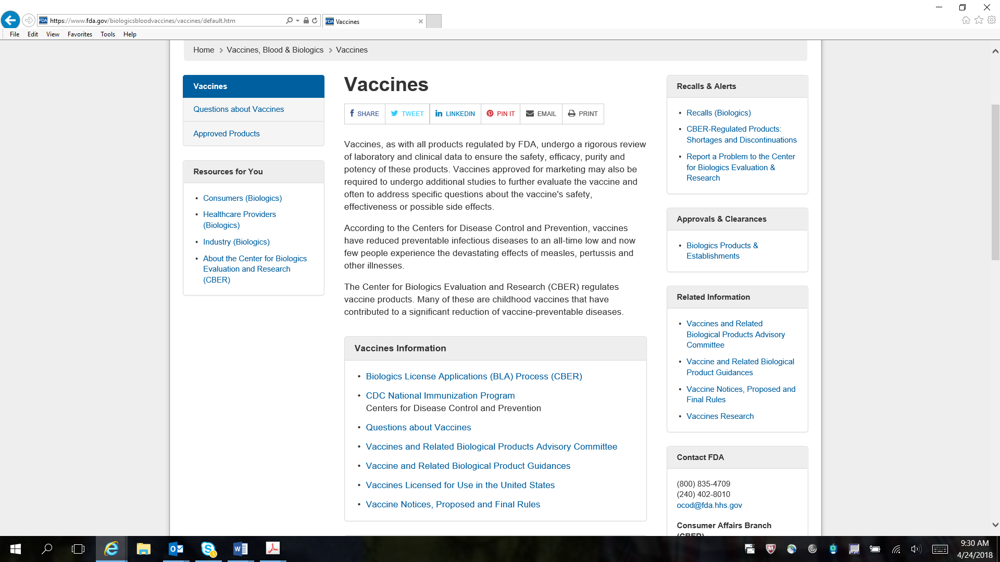 FDA https://www.fda.gov/biologicsbloodvaccines/vaccines/default.htm
FDA Vaccines
File Edit View Favorites Tools Help
Home Vaccines, Blood & Biologics Vaccines
Vaccines
Questions about Vaccines
Approved Products
Resources for You
Consumers (Biologics)
Healthcare Providers
(Biologics)
Industry (Biologics)
About the Center for Biologics
Evaluation and Research
(CBER)
Vaccines
SHARE TWEET LINKEDIN PIN IT EMAIL PRINT
Vaccines, as with all products regulated by FDA, undergo a rigorous review
of laboratory and clinical data to ensure the safety, efficacy, purity and
potency of these products. Vaccines approved for marketing may also be
required to undergo additional studies to further evaluate the vaccine and
often to address specific questions about the vaccine's safety,
effectiveness or possible side effects.
According to the Centers for Disease Control and Prevention, vaccines
have reduced preventable infectious diseases to an all-time low and now
few people experience the devastating effects of measles, pertussis and
other illnesses.
The Center for Biologics Evaluation and Research (CBER) regulates
vaccine products. Many of these are childhood vaccines that have
contributed to a significant reduction of vaccine-preventable diseases.
Vaccines Information
Biologics License Applications (BLA) Process (CBER)
CDC National Immunization Program
Centers for Disease Control and Prevention
Questions about Vaccines
Vaccines and Related Biological Products Advisory Committee
Vaccine and Related Biological Product Guidances
Vaccines Licensed for Use in the United States
Vaccine Notices, Proposed and Final Rules
Recalls & Alerts
Recalls (Biologics)
CBER-Regulated Products:
Shortages and Discontinuations
Report a Problem to the Center
for Biologics Evaluation &
Research
Approvals & Clearances
Biologics Products &
Establishments
Related Information
Vaccines and Related
Biological Products Advisory
Committee
Vaccine and Related Biological
Product Guidances
Vaccine Notices, Proposed and
Final Rules
Vaccines Research
Contact FDA
(800) 835-4709
(240) 402-8010
ocod@fda.hhs.gov
Consumer Affairs Branch
(CBER)
9:30 AM
4/24/2018